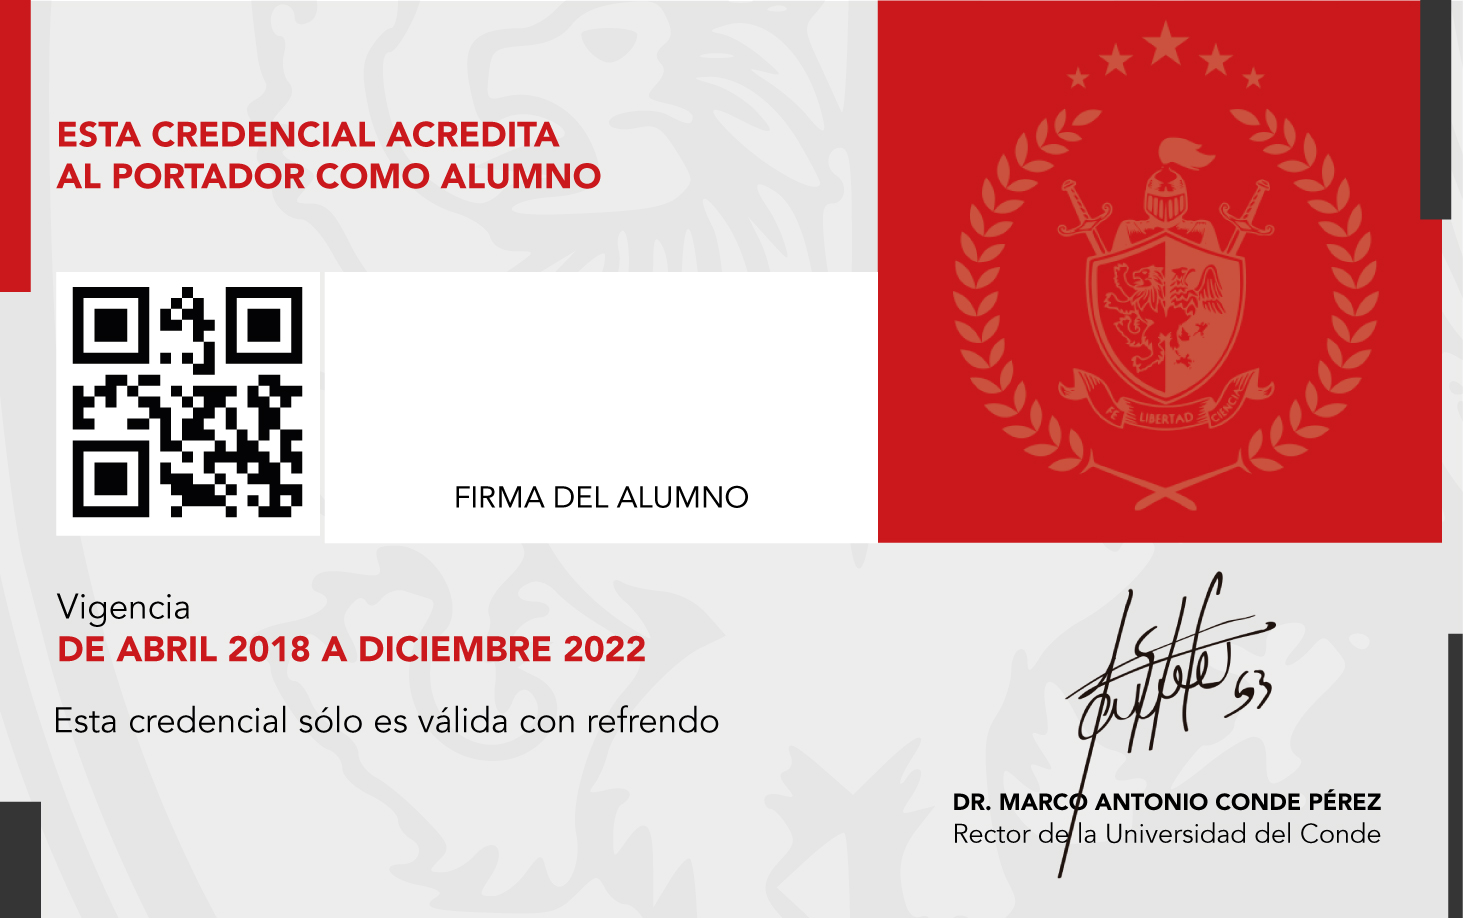 ESTA CREDENCIAL ACREDITA
AL PORTADOR COMO ALUMNO
FIRMA DEL ALUMNO
FE LIBERTAD CIENCIA
Vigencia
DE ABRIL 2018 A DICIEMBRE 2022
Esta credencial sólo es válida con refrendo
53
DR. MARCO ANTONIO CONDE PÉREZ
Rector de la Universidad del Conde